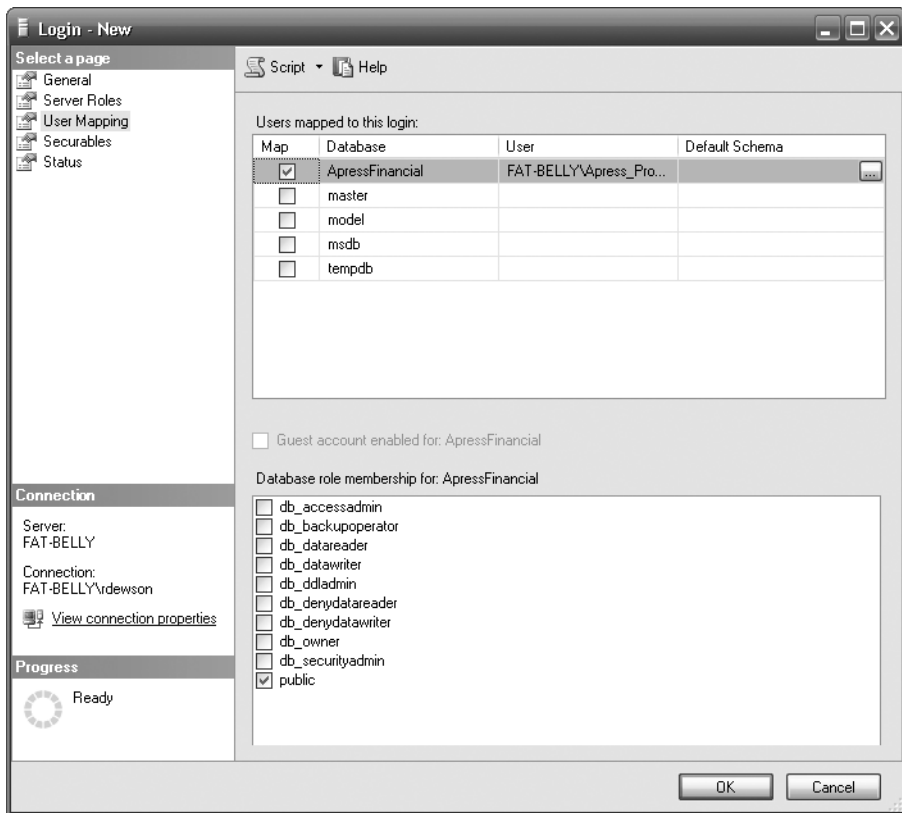 Login - New
Select a page
General
Server Roles
User Mapping
Securables
Status
Script Help
Users mapped to this login:
Map Database User Default Schema
ApressFinancial FAT-BELLY\Apress_Pro... ...
master
model
msdb
tempdb
Guest account enabled for: ApressFinancial
Database role membership for: ApressFinancial
db_accessadmin
db_backupoperator
db_datareader
db_datawriter
db_ddladmin
db_denydatareader
db_denydatawriter
db_owner
db_securityadmin
public
Connection
Server:
FAT-BELLY
Connection:
FAT-BELLY\rdewson
View connection properties
Progress
Ready
OK Cancel